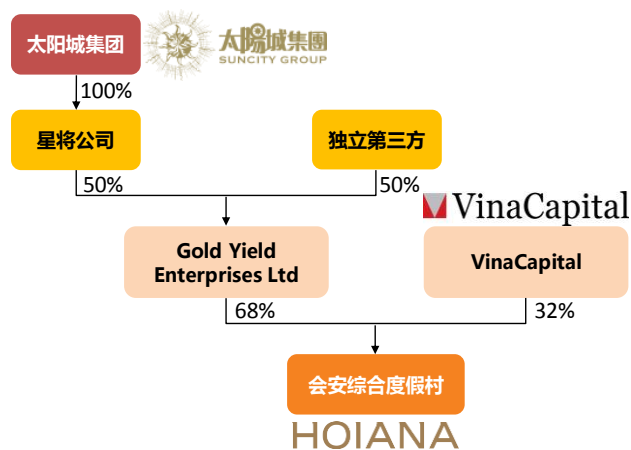 太阳城集团
太陽城集團
SUNCITY GROUP
100%
星将公司
独立第三方
50%
50%
VinaCapital
Gold Yield
Enterprises Ltd
VinaCapital
68%
32%
会安综合度假村
HOIANA